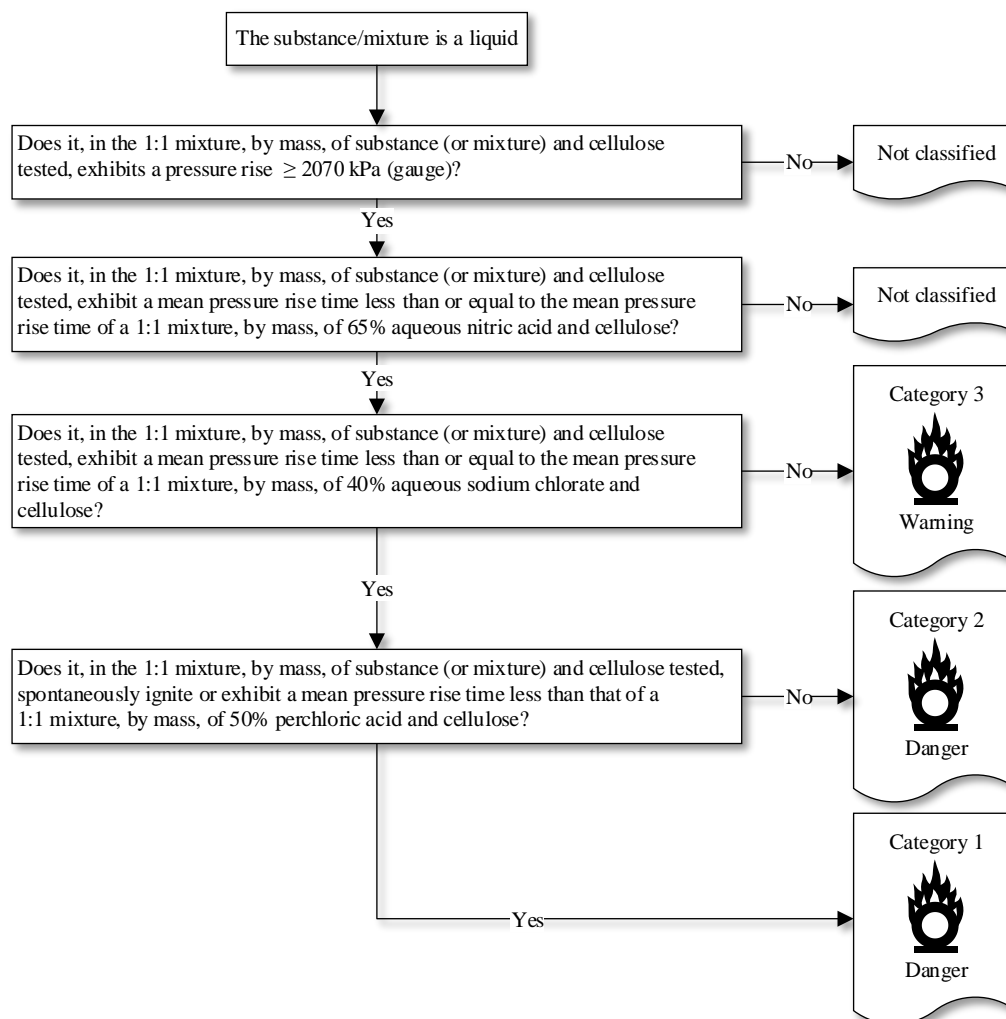 The substance/mixture is a liquid
Does it, in the 1:1 mixture, by mass, of substance (or mixture) and cellulose
tested, exhibits a pressure rise ≥ 2070 kPa (gauge)?
No
Not classified
Yes
Does it, in the 1:1 mixture, by mass, of substance (or mixture) and cellulose
tested, exhibit a mean pressure rise time less than or equal to the mean pressure
rise time of a 1:1 mixture, by mass, of 65% aqueous nitric acid and cellulose?
No
Not classified
Yes
Does it, in the 1:1 mixture, by mass, of substance (or mixture) and cellulose
tested, exhibit a mean pressure rise time less than or equal to the mean pressure
rise time of a 1:1 mixture, by mass, of 40% aqueous sodium chlorate and
cellulose?
No
Category 3
Warning
Yes
Does it, in the 1:1 mixture, by mass, of substance (or mixture) and cellulose tested,
spontaneously ignite or exhibit a mean pressure rise time less than that of a
1:1 mixture, by mass, of 50% perchloric acid and cellulose?
No
Category 2
Danger
Yes
Category 1
Danger